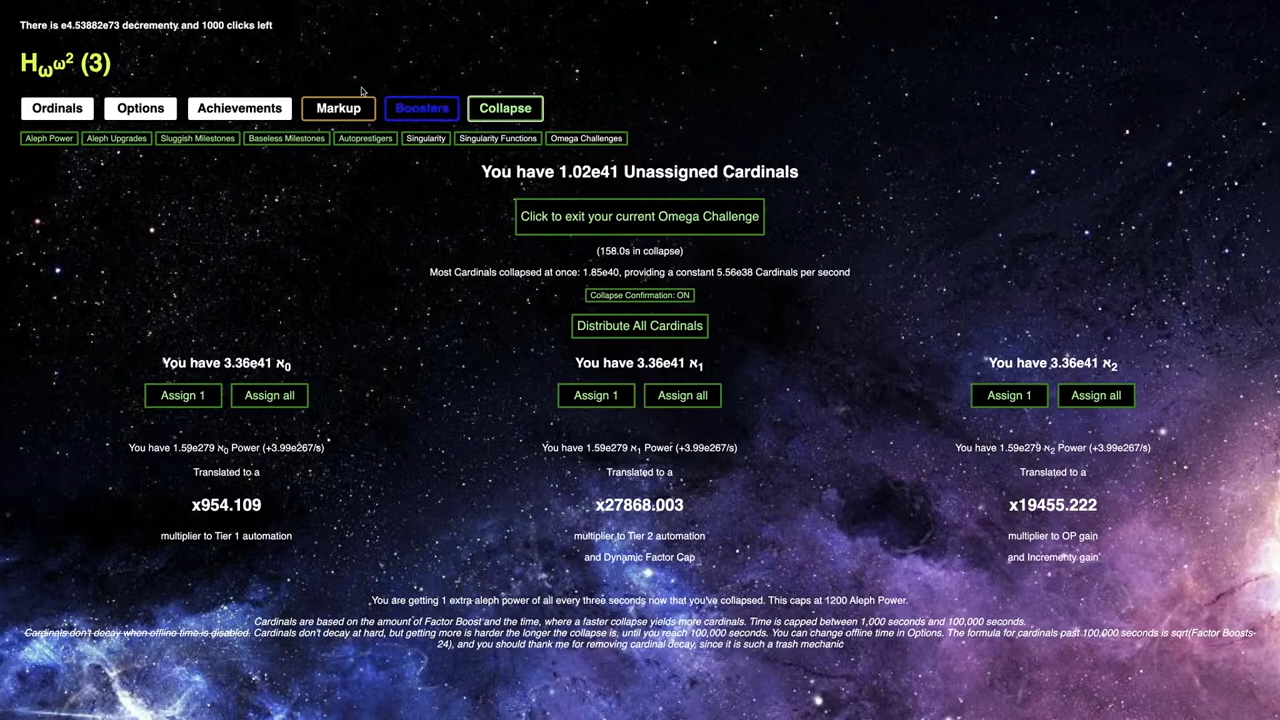 There is e4.53882e73 decrementy and 1000 clicks left
H_ω^ω^2 (3)
Ordinals Options Achievements Markup Boosters Collapse
Aleph Power Aleph Upgrades Sluggish Milestones Baseless Milestones Autoprestigers Singularity Singularity Functions Omega Challenges
You have 1.02e41 Unassigned Cardinals
Click to exit your current Omega Challenge
(158.0s in collapse)
Most Cardinals collapsed at once: 1.85e40, providing a constant 5.56e38 Cardinals per second
Collapse Confirmation: ON
Distribute All Cardinals
You have 3.36e41 ℵ0 You have 3.36e41 ℵ1 You have 3.36e41 ℵ2
Assign 1 Assign all Assign 1 Assign all Assign 1 Assign all
You have 1.59e279 ℵ0 Power (+3.99e267/s) You have 1.59e279 ℵ1 Power (+3.99e267/s) You have 1.59e279 ℵ2 Power (+3.99e267/s)
Translated to a Translated to a Translated to a
x954.109 x27868.003 x19455.222
multiplier to Tier 1 automation multiplier to Tier 2 automation multiplier to OP gain
and Dynamic Factor Cap and Incrementy gain
You are getting 1 extra aleph power of all every three seconds now that you've collapsed. This caps at 1200 Aleph Power.
Cardinals are based on the amount of Factor Boost and the time, where a faster collapse yields more cardinals. Time is capped between 1,000 seconds and 100,000 seconds.
Cardinals don't decay when offline time is disabled. Cardinals don't decay at hard, but getting more is harder the longer the collapse is, until you reach 100,000 seconds. You can change offline time in Options. The formula for cardinals past 100,000 seconds is sqrt(Factor Boosts-
24), and you should thank me for removing cardinal decay, since it is such a trash mechanic